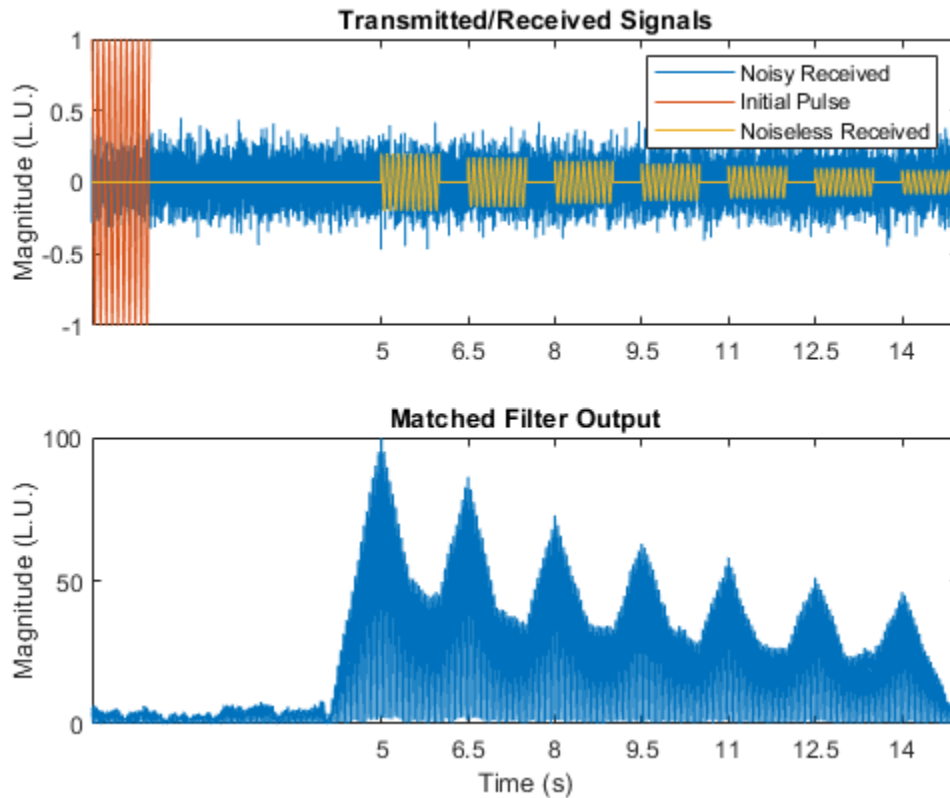 Transmitted/Received Signals
1
0.5
0
-0.5
-1
Magnitude (L.U.)
Noisy Received
Initial Pulse
Noiseless Received
5 6.5 8 9.5 11 12.5 14
Matched Filter Output
100
50
0
Magnitude (L.U.)
5 6.5 8 9.5 11 12.5 14
Time (s)